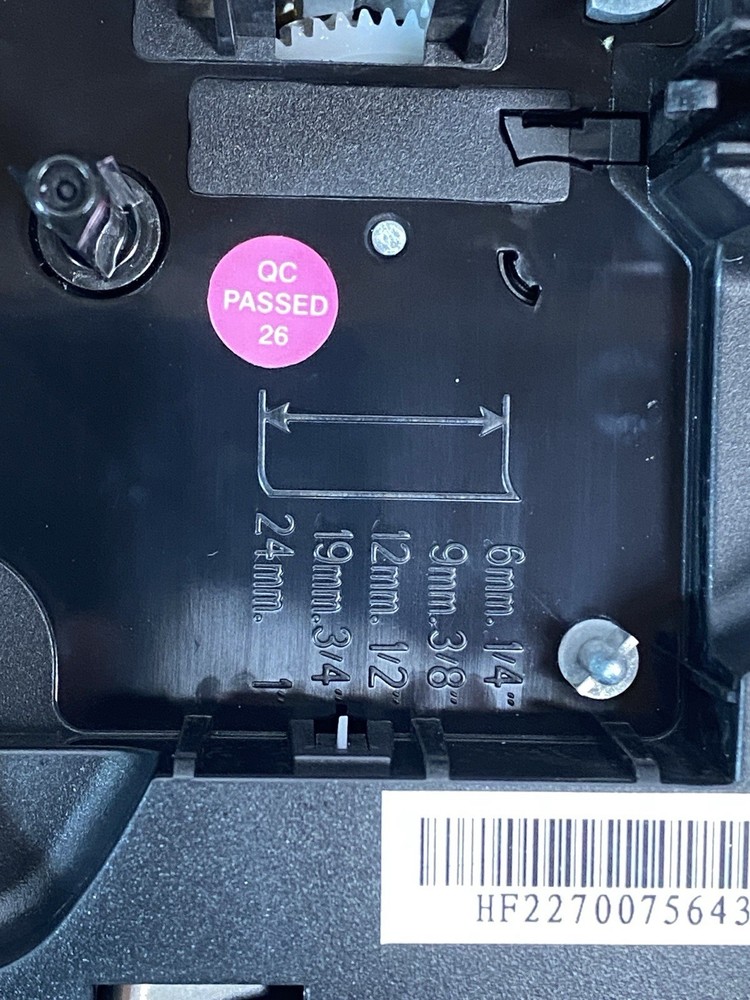 QC
PASSED
26
6mm. 1/4"
9mm. 3/8"
12mm. 1/2"
19mm. 3/4"
24mm. 1"
HF2270075643